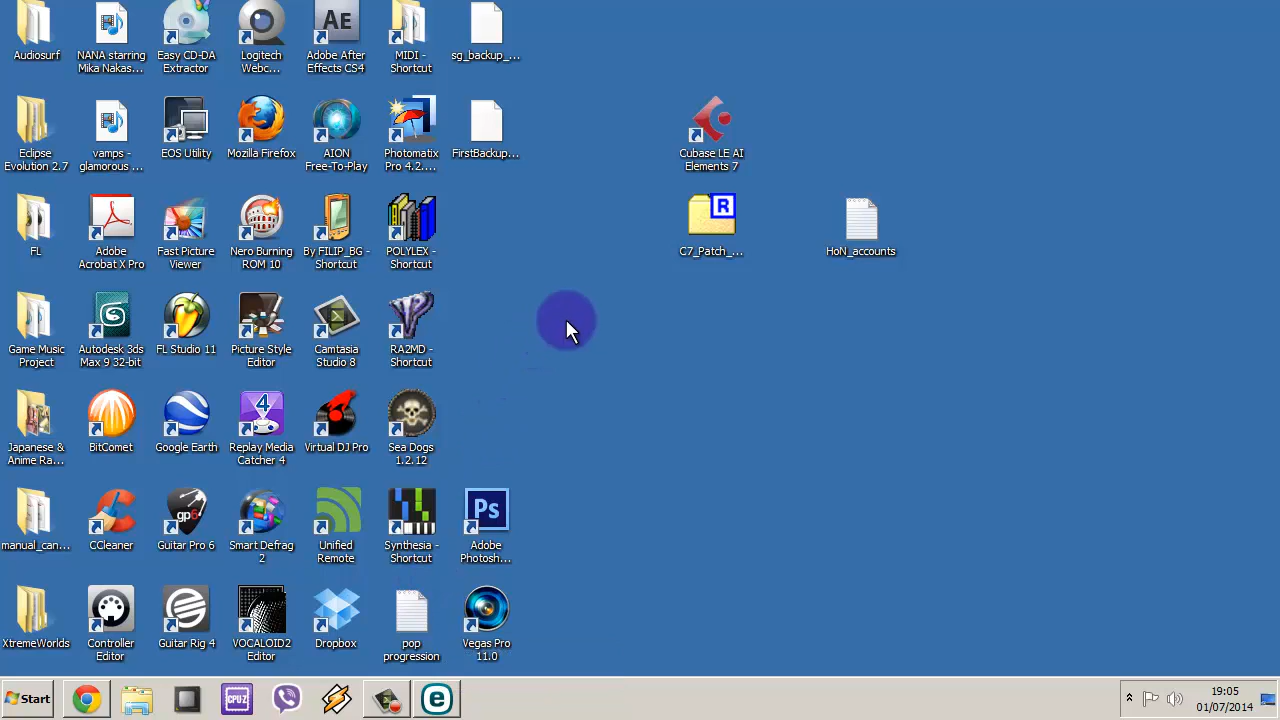 Audiosurf
NANA starring
Mika Nakas...
Easy CD-DA
Extractor
Logitech
Webc...
AE
Adobe After
Effects CS4
MIDI -
Shortcut
sg_backup_...
Eclipse
Evolution 2.7
vamps -
glamorous ...
EOS Utility
Mozilla Firefox
AION
Free-To-Play
Photomatix
Pro 4.2....
FirstBackup...
Cubase LE AI
Elements 7
FL
Adobe
Acrobat X Pro
Fast Picture
Viewer
Nero Burning
ROM 10
By FILIP_BG -
Shortcut
POLYLEX -
Shortcut
R
C7_Patch_...
HoN_accounts
Game Music
Project
Autodesk 3ds
Max 9 32-bit
FL Studio 11
Picture Style
Editor
Camtasia
Studio 8
RA2MD -
Shortcut
Japanese &
Anime Ra...
BitComet
Google Earth
4
Replay Media
Catcher 4
Virtual DJ Pro
Sea Dogs
1.2.12
manual_can...
CCleaner
gp6
Guitar Pro 6
Smart Defrag
2
Unified
Remote
Synthesia -
Shortcut
Ps
Adobe
Photosh...
XtremeWorlds
Controller
Editor
Guitar Rig 4
VOCALOID2
Editor
Dropbox
pop
progression
Vegas Pro
11.0
Start
CPU-Z
e
19:05
01/07/2014